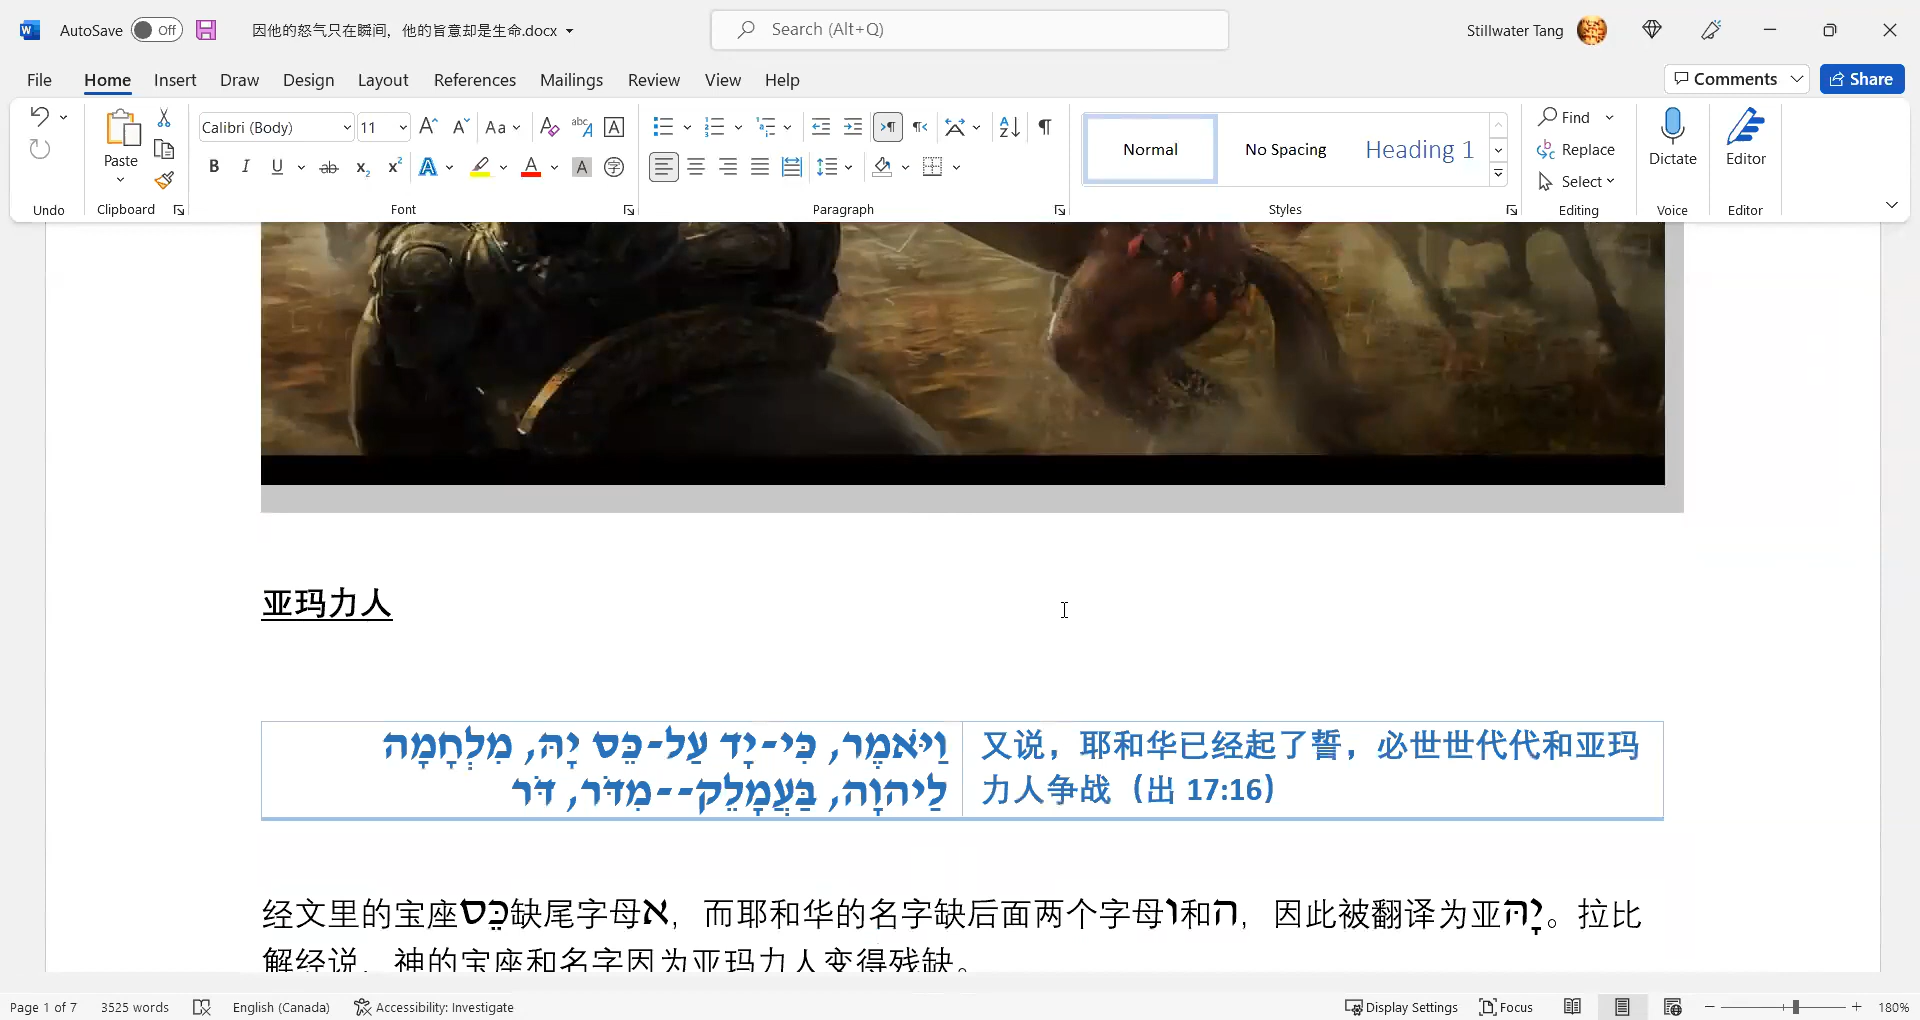 AutoSave Off 因他的怒气只在瞬间，他的旨意却是生命.docx Search (Alt+Q) Stillwater Tang
File Home Insert Draw Design Layout References Mailings Review View Help Comments Share
Calibri (Body) 11 Aa Normal No Spacing Heading 1 Find
Paste Replace Dictate Editor
Select
Undo Clipboard Font Paragraph Styles Editing Voice Editor
亚玛力人
וַיֹּאמֶר, כִּי-יָד עַל-כֵּס יָהּ, מִלְחָמָה
לַיהוָה, בַּעֲמָלֵק--מִדֹּר, דֹּר
又说，耶和华已经起了誓，必世世代代和亚玛
力人争战（出 17:16）
经文里的宝座כֵּס缺尾字母א，而耶和华的名字缺后面两个字母ו和ה，因此被翻译为亚יָהּ。拉比
解经说，神的宝座和名字因为亚玛力人变得残缺。
Page 1 of 7 3525 words English (Canada) Accessibility: Investigate Display Settings Focus 180%